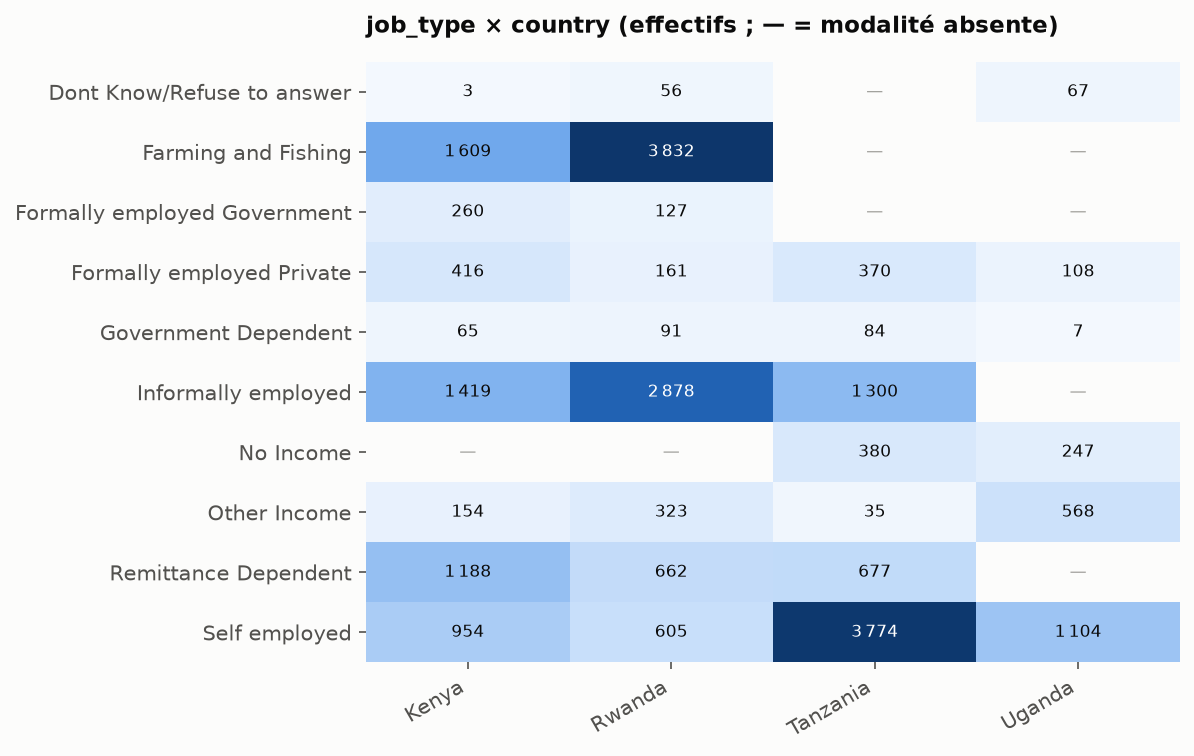 job_type × country (effectifs ; — = modalité absente)
Dont Know/Refuse to answer 3 56 — 67
Farming and Fishing 1 609 3 832 — —
Formally employed Government 260 127 — —
Formally employed Private 416 161 370 108
Government Dependent 65 91 84 7
Informally employed 1 419 2 878 1 300 —
No Income — — 380 247
Other Income 154 323 35 568
Remittance Dependent 1 188 662 677 —
Self employed 954 605 3 774 1 104
Kenya Rwanda Tanzania Uganda